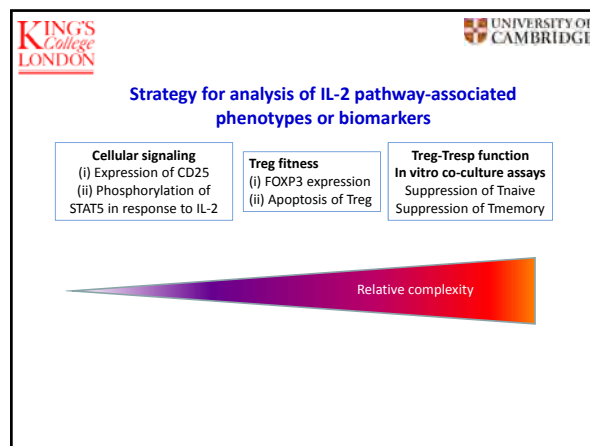 KING'S
College
LONDON
UNIVERSITY OF
CAMBRIDGE
Strategy for analysis of IL-2 pathway-associated
phenotypes or biomarkers
Cellular signaling
(i) Expression of CD25
(ii) Phosphorylation of
STAT5 in response to IL-2
Treg fitness
(i) FOXP3 expression
(ii) Apoptosis of Treg
Treg-Tresp function
In vitro co-culture assays
Suppression of Tnaive
Suppression of Tmemory
Relative complexity